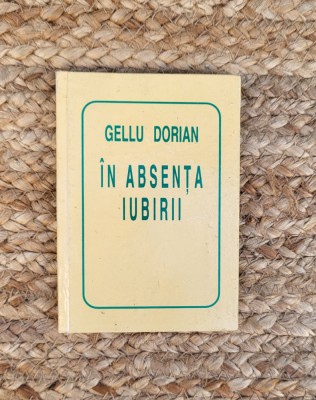 GELLU DORIAN
ÎN ABSENȚA
IUBIRII